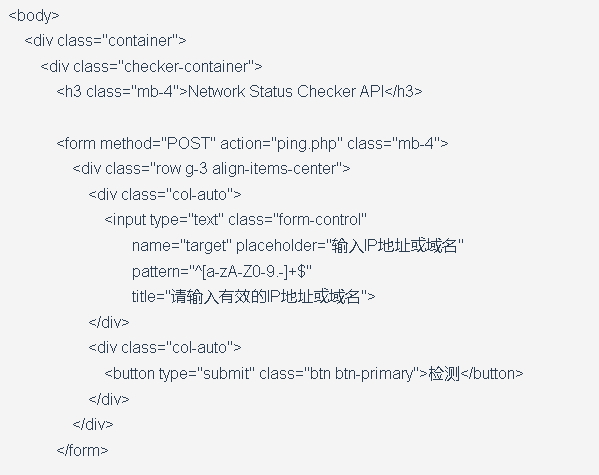 <body>
<div class="container">
<div class="checker-container">
<h3 class="mb-4">Network Status Checker API</h3>
<form method="POST" action="ping.php" class="mb-4">
<div class="row g-3 align-items-center">
<div class="col-auto">
<input type="text" class="form-control"
name="target" placeholder="输入IP地址或域名"
pattern="^[a-zA-Z0-9.-]+$"
title="请输入有效的IP地址或域名">
</div>
<div class="col-auto">
<button type="submit" class="btn btn-primary">检测</button>
</div>
</div>
</form>